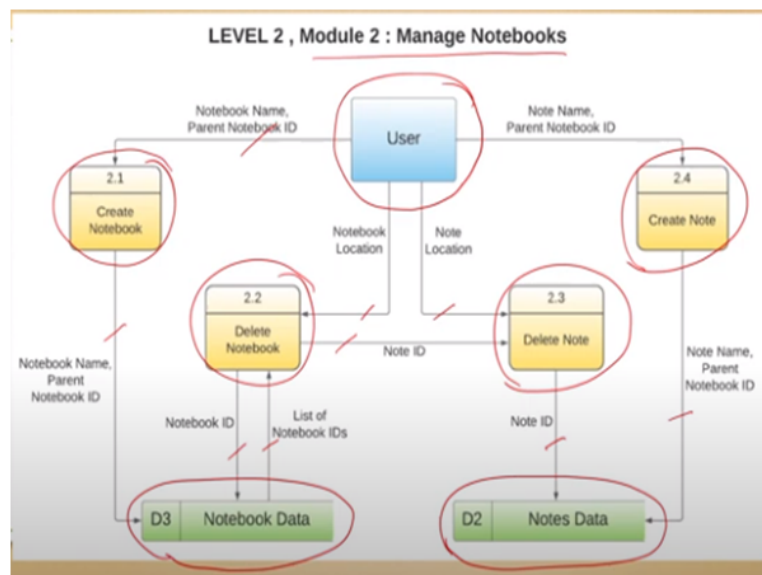 LEVEL 2 , Module 2 : Manage Notebooks
Notebook Name,
Parent Notebook ID
User
Note Name,
Parent Notebook ID
2.1
Create
Notebook
2.4
Create Note
Notebook
Location
Note
Location
2.2
Delete
Notebook
2.3
Delete Note
Note ID
Notebook Name,
Parent
Notebook ID
Note Name,
Parent
Notebook ID
Notebook ID
List of
Notebook IDs
Note ID
D3
Notebook Data
D2
Notes Data